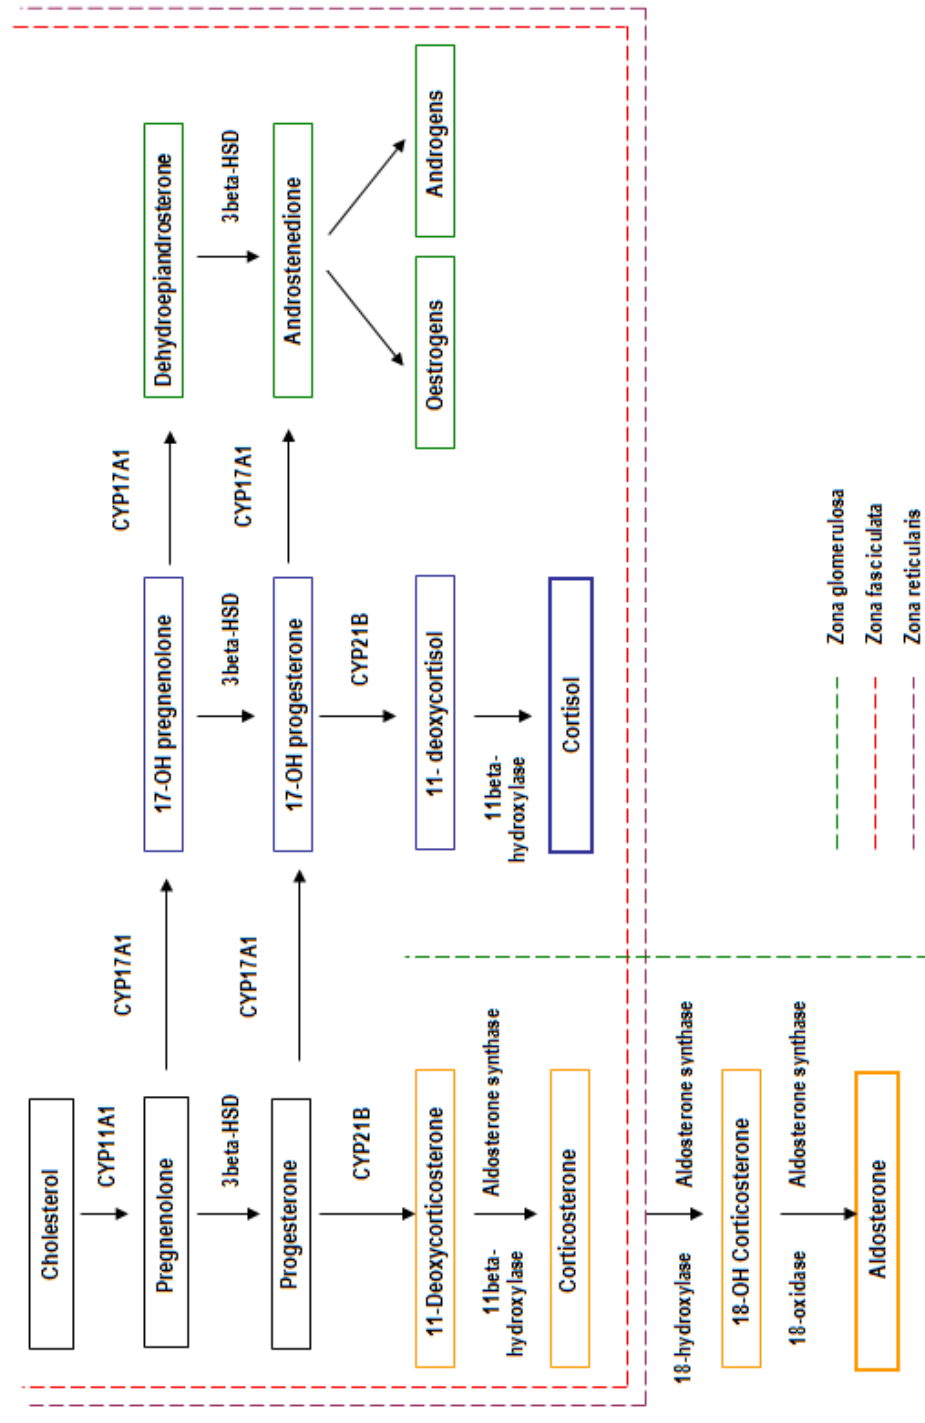 Cholesterol
CYP11A1
Pregnenolone
CYP17A1
17-OH pregnenolone
CYP17A1
Dehydroepiandrosterone
3beta-HSD
3beta-HSD
3beta-HSD
Progesterone
CYP17A1
17-OH progesterone
CYP17A1
Androstenedione
CYP21B
CYP21B
11-Deoxycorticosterone
11- deoxycortisol
Oestrogens
Androgens
11beta-
hydroxylase
Aldosterone synthase
11beta-
hydroxylase
Corticosterone
Cortisol
18-hydroxylase
Aldosterone synthase
18-OH Corticosterone
18-oxidase
Aldosterone synthase
Aldosterone
Zona glomerulosa
Zona fasciculata
Zona reticularis